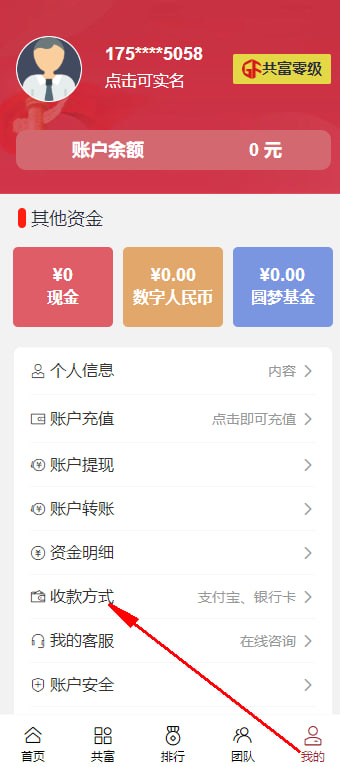 175****5058
点击可实名
共富零级
账户余额 0 元
其他资金
¥0 ¥0.00 ¥0.00
现金 数字人民币 圆梦基金
个人信息 内容
账户充值 点击即可充值
账户提现
账户转账
资金明细
收款方式 支付宝、银行卡
我的客服 在线咨询
账户安全
首页 共富 排行 团队 我的